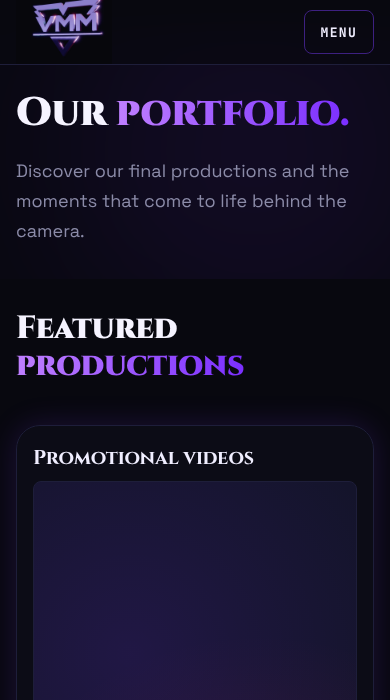 VMM
MENU
Our portfolio.
Discover our final productions and the
moments that come to life behind the
camera.
Featured
productions
Promotional videos